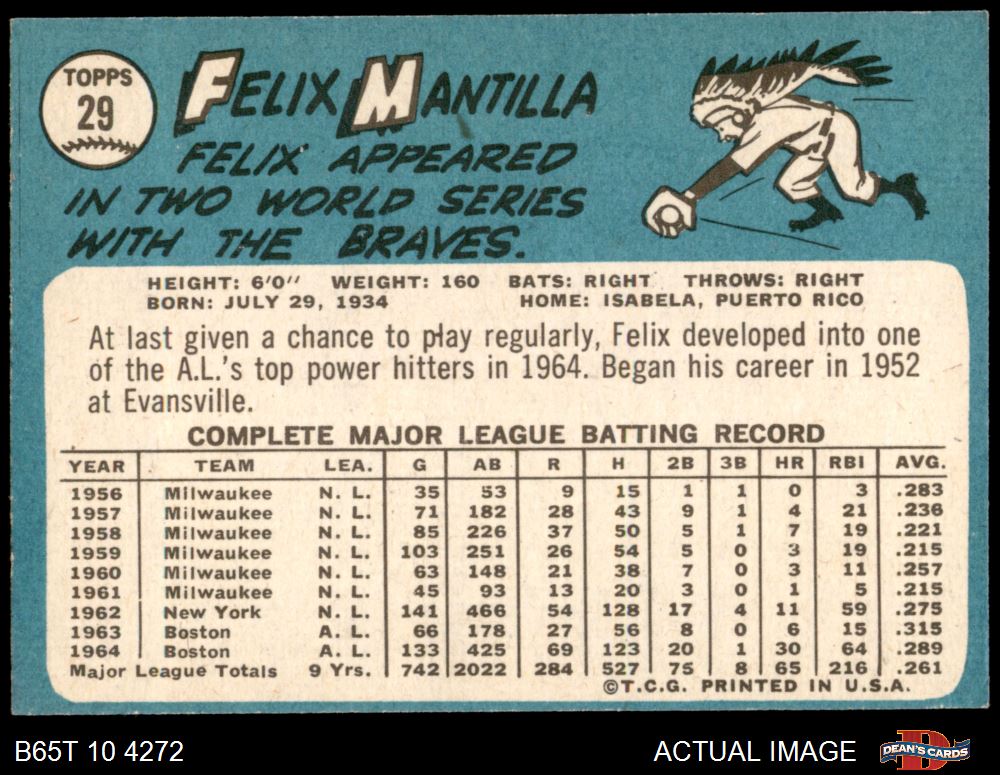 TOPPS
29
FELIX MANTILLA
FELIX APPEARED
IN TWO WORLD SERIES
WITH THE BRAVES.
HEIGHT: 6'0" WEIGHT: 160 BATS: RIGHT THROWS: RIGHT
BORN: JULY 29, 1934 HOME: ISABELA, PUERTO RICO
At last given a chance to play regularly, Felix developed into one
of the A.L.'s top power hitters in 1964. Began his career in 1952
at Evansville.
COMPLETE MAJOR LEAGUE BATTING RECORD
YEAR TEAM LEA. G AB R H 2B 3B HR RBI AVG.
1956 Milwaukee N. L. 35 53 9 15 1 1 0 3 .283
1957 Milwaukee N. L. 71 182 28 43 9 1 4 21 .236
1958 Milwaukee N. L. 85 226 37 50 5 1 7 19 .221
1959 Milwaukee N. L. 103 251 26 54 5 0 3 19 .215
1960 Milwaukee N. L. 63 148 21 38 7 0 3 11 .257
1961 Milwaukee N. L. 45 93 13 20 3 0 1 5 .215
1962 New York N. L. 141 466 54 128 17 4 11 59 .275
1963 Boston A. L. 66 178 27 56 8 0 6 15 .315
1964 Boston A. L. 133 425 69 123 20 1 30 64 .289
Major League Totals 9 Yrs. 742 2022 284 527 75 8 65 216 .261
©T.C.G. PRINTED IN U.S.A.
B65T 10 4272 ACTUAL IMAGE DEAN'S CARDS